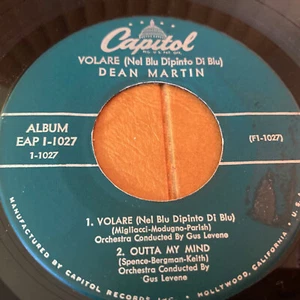 Capitol
VOLARE (Nel Blu Dipinto Di Blu)
DEAN MARTIN
ALBUM
EAP 1-1027
1-1027
(F1-1027)
1. VOLARE (Nel Blu Dipinto Di Blu)
(Migliacci-Modugno-Parish)
Orchestra Conducted By Gus Levene
2. OUTTA MY MIND
(Spence-Bergman-Keith)
Orchestra Conducted By
Gus Levene
MANUFACTURED BY CAPITOL RECORDS, INC. • HOLLYWOOD, CALIFORNIA, U.S.